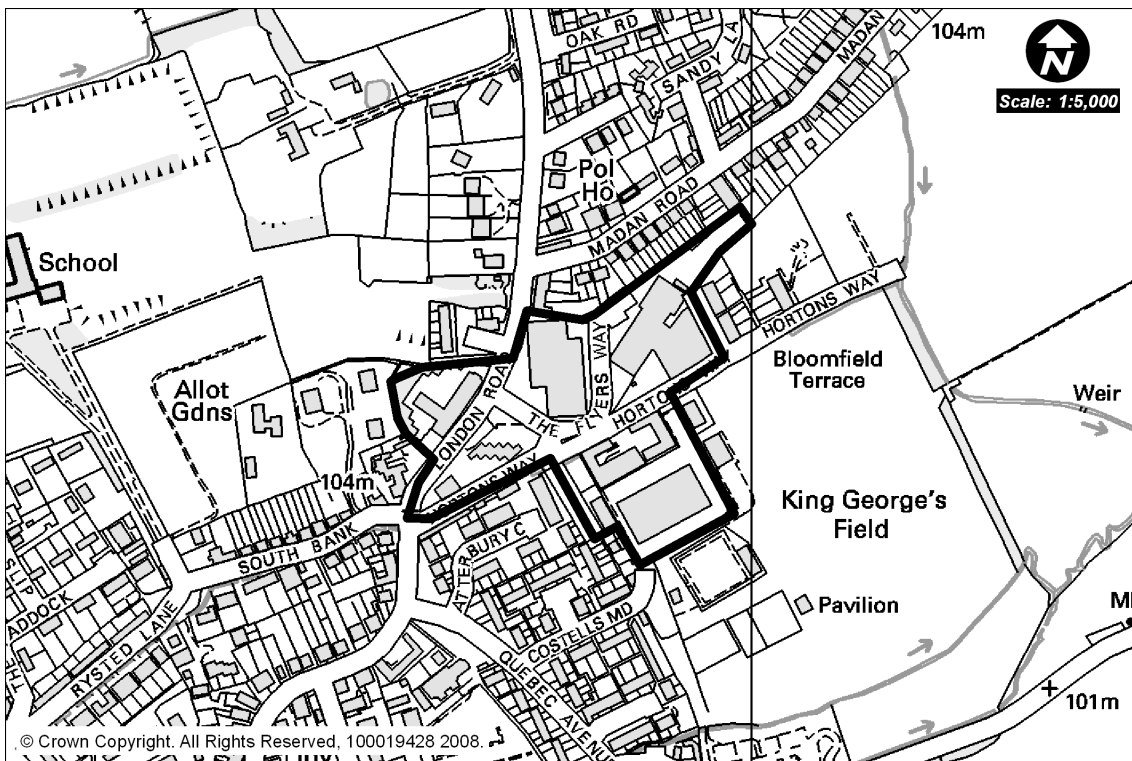 104m
OAK RD
SANDY LA
MADAN
N
Scale: 1:5,000
Pol
Ho
MADAN ROAD
School
HORTONS WAY
Bloomfield
Terrace
Weir
Allot
Gdns
LONDON ROAD
THE FLYERS WAY
HORTO
104m
HORTONS WAY
King George's
Field
SOUTH BANK
ATTERBURY C
Pavilion
COSTELLS MD
RYSTED LANE
QUEBEC AVENUE
101m
© Crown Copyright. All Rights Reserved, 100019428 2008.